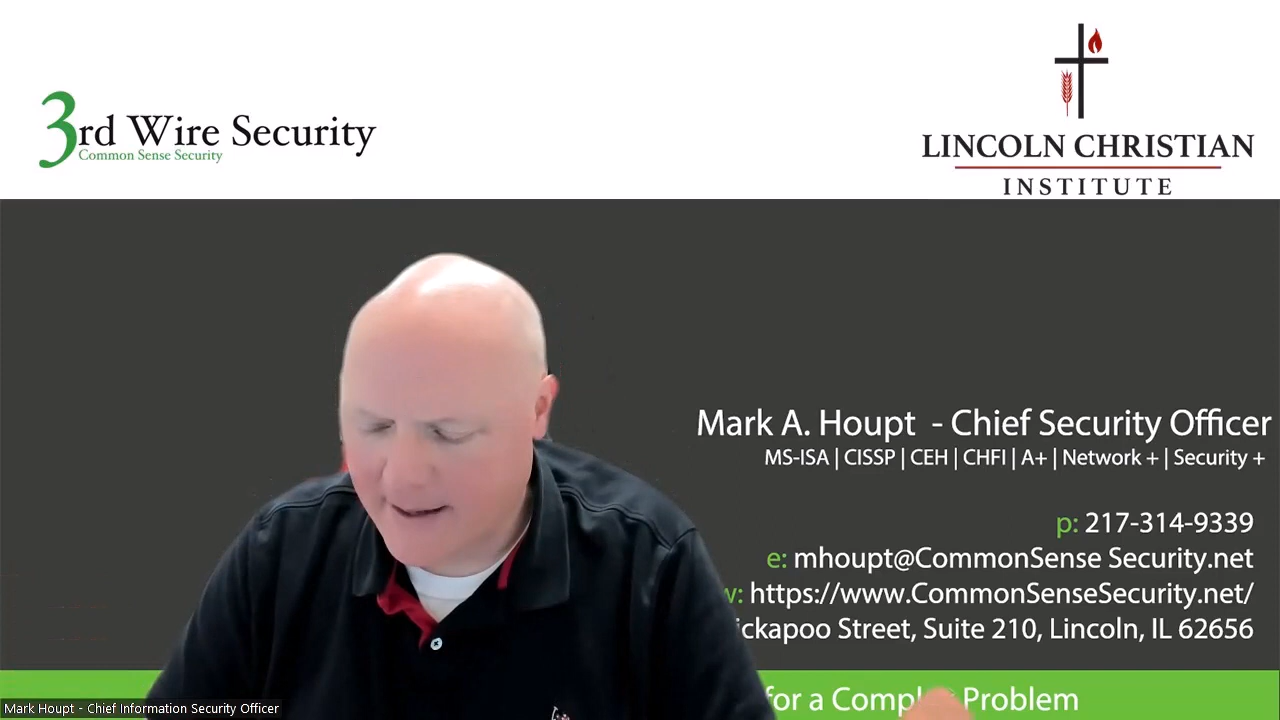 3rd Wire Security
Common Sense Security
LINCOLN CHRISTIAN
INSTITUTE
Mark A. Houpt - Chief Security Officer
MS-ISA | CISSP | CEH | CHFI | A+ | Network + | Security +
p: 217-314-9339
e: mhoupt@CommonSense Security.net
w: https://www.CommonSenseSecurity.net/
Street, Suite 210, Lincoln, IL 62656
for a Problem
Mark Houpt - Chief Information Security Officer